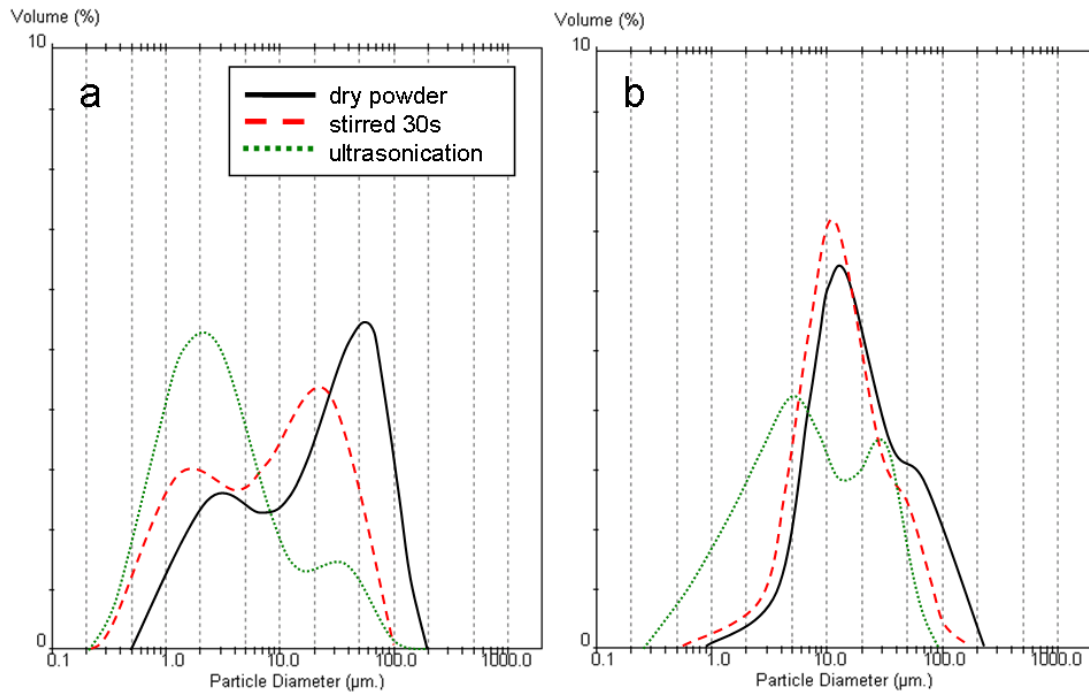 Volume (%)
10
a
dry powder
stirred 30s
ultrasonication
0
0.1 1.0 10.0 100.0 1000.0
Particle Diameter (µm.)
Volume (%)
10
b
0
0.1 1.0 10.0 100.0 1000.0
Particle Diameter (µm.)